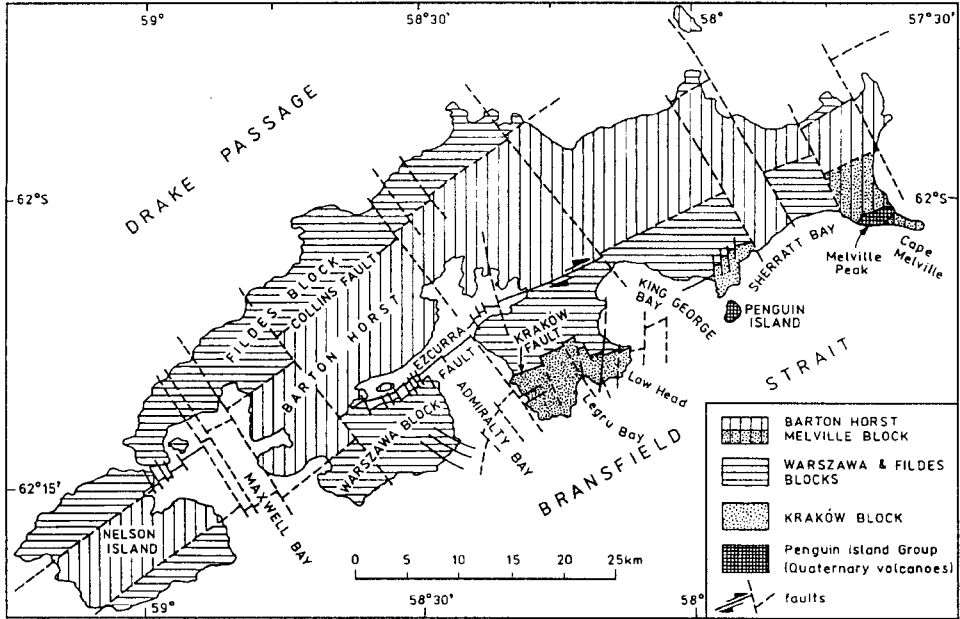 59°
58°30'
58°
57°30'
DRAKE PASSAGE
62°S
62°S
FILDES BLOCK
COLLINS FAULT
BARTON HORST
EZCURRA FAULT
KRAKÓW FAULT
KING GEORGE BAY
SHERRATT BAY
Melville Peak
Cape Melville
PENGUIN ISLAND
Low Head
Legru Bay
ADMIRALTY BAY
WARSZAWA BLOCK
BRANSFIELD STRAIT
MAXWELL BAY
NELSON ISLAND
62°15'
62°15'
0 5 10 15 20 25km
59°
58°30'
58°
BARTON HORST
MELVILLE BLOCK
WARSZAWA & FILDES
BLOCKS
KRAKÓW BLOCK
Penguin island Group
(Quaternary volcanoes)
faults